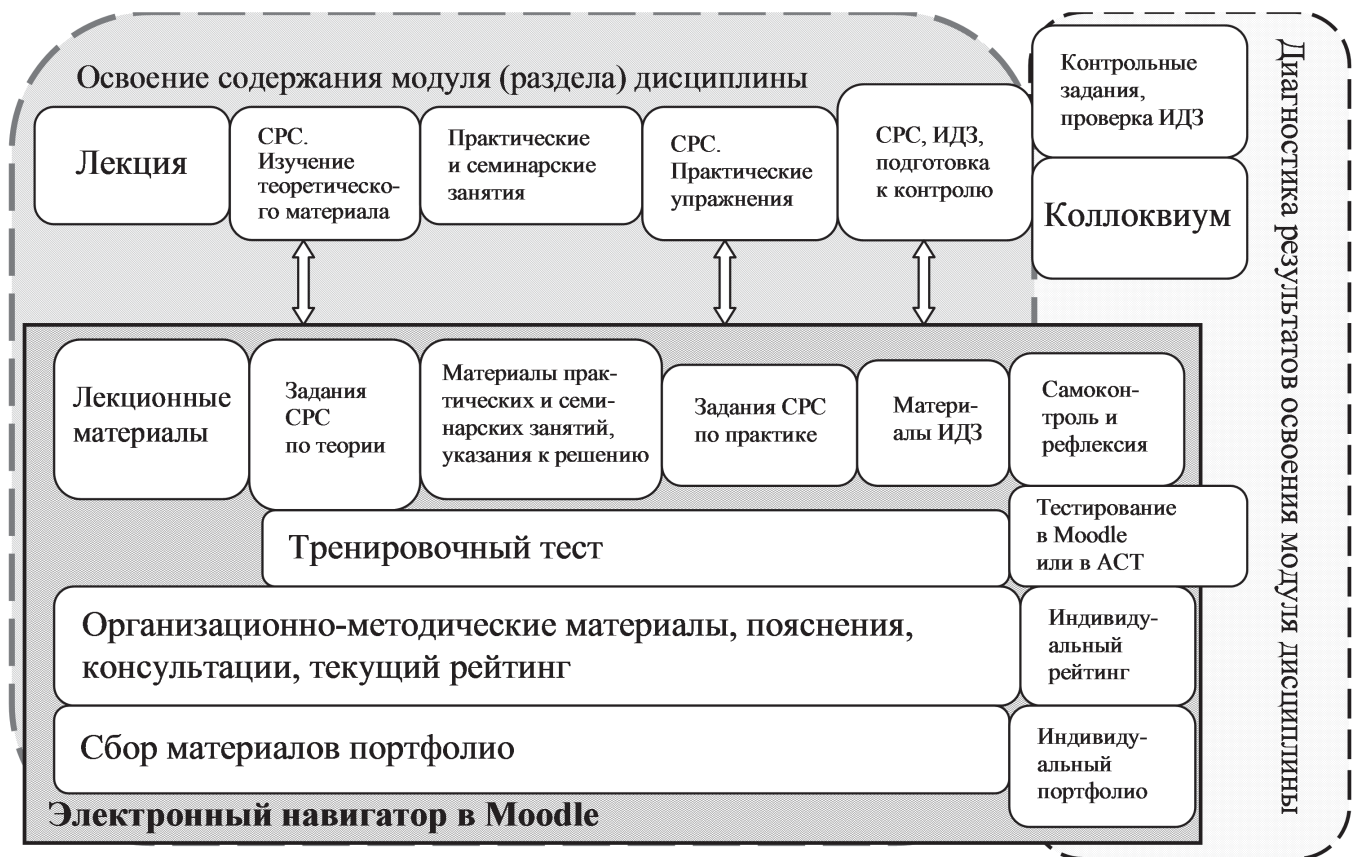 Освоение содержания модуля (раздела) дисциплины
Лекция
СРС.
Изучение
теоретическо-
го материала
Практические
и семинарские
занятия
СРС.
Практические
упражнения
СРС, ИДЗ,
подготовка
к контролю
Контрольные
задания,
проверка ИДЗ
Коллоквиум
Диагностика результатов освоения модуля дисциплины
Лекционные
материалы
Задания
СРС
по теории
Материалы прак-
тических и семи-
нарских занятий,
указания к решению
Задания СРС
по практике
Матери-
алы ИДЗ
Самокон-
троль и
рефлексия
Тренировочный тест
Тестирование
в Moodle
или в АСТ
Организационно-методические материалы, пояснения,
консультации, текущий рейтинг
Индивиду-
альный
рейтинг
Сбор материалов портфолио
Индивиду-
альный
портфолио
Электронный навигатор в Moodle